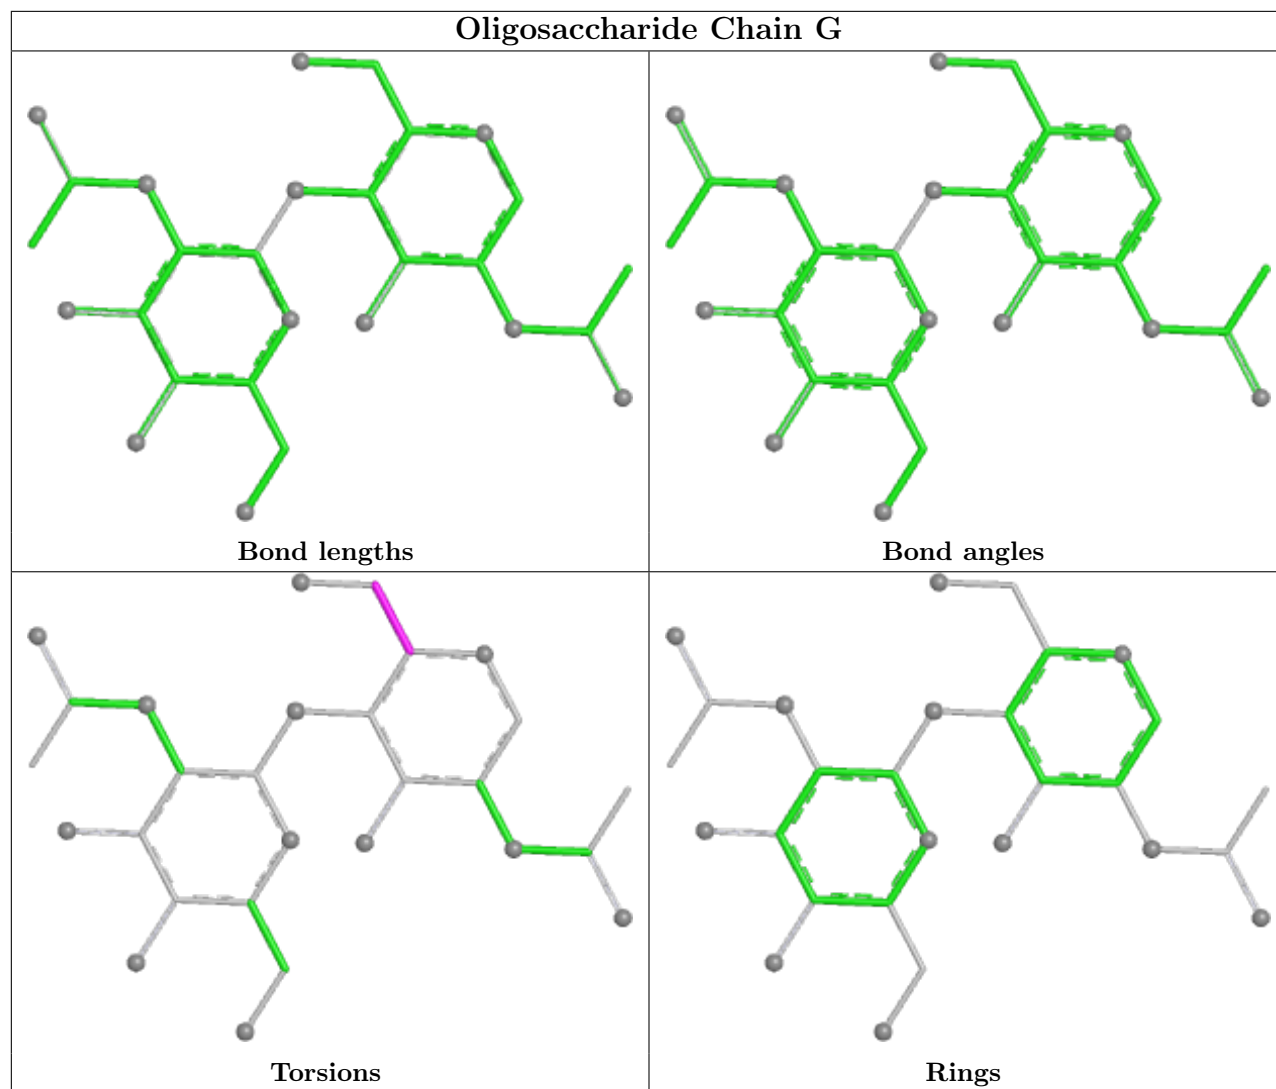 Oligosaccharide Chain G
Bond lengths
Bond angles
Torsions
Rings